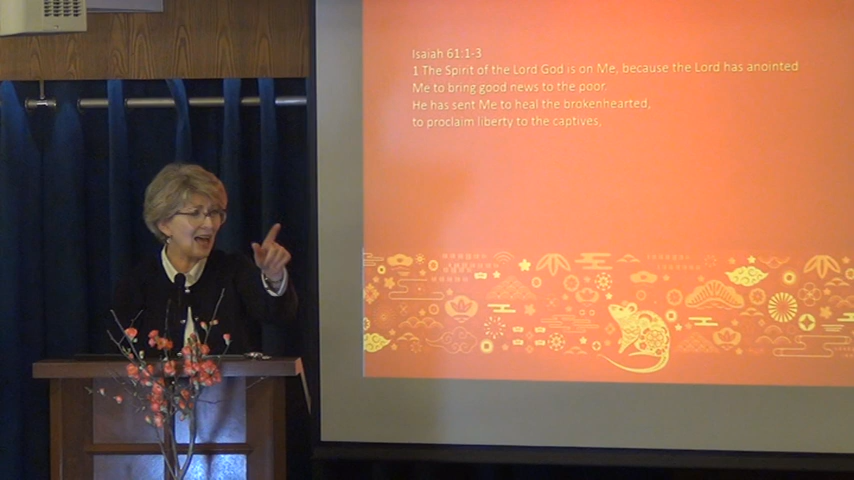 Isaiah 61:1-3
1 The Spirit of the Lord God is on Me, because the Lord has anointed
Me to bring good news to the poor.
He has sent Me to heal the brokenhearted,
to proclaim liberty to the captives,